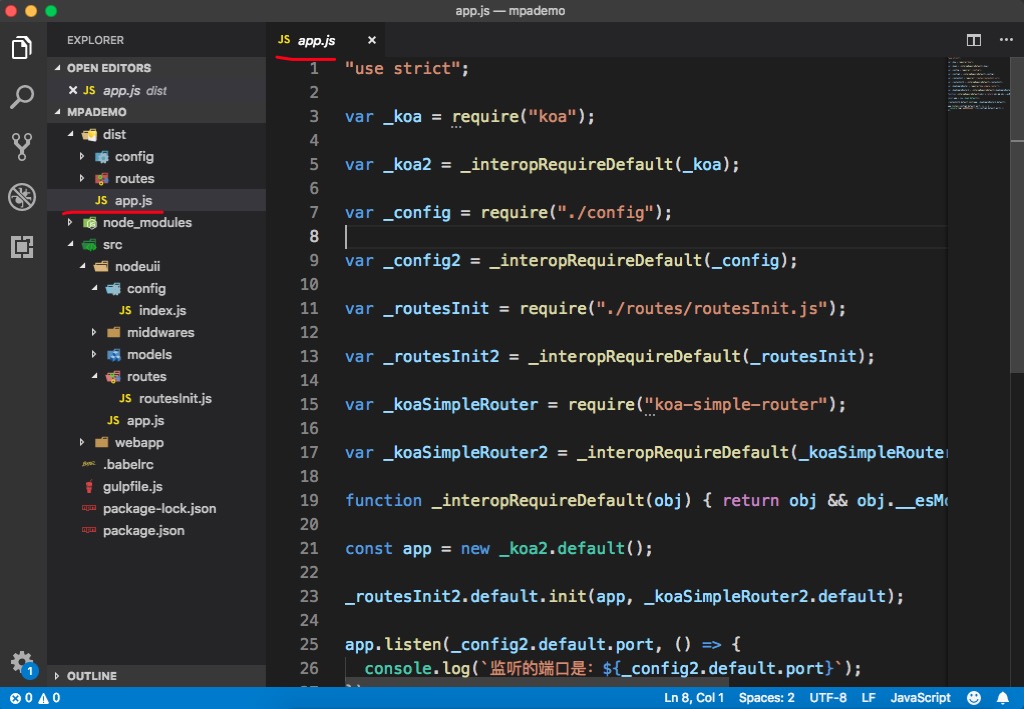 app.js — mpademo
EXPLORER
OPEN EDITORS
JS app.js dist
MPADEMO
dist
config
routes
JS app.js
node_modules
src
nodeuii
config
JS index.js
middwares
models
routes
JS routesInit.js
JS app.js
webapp
.babelrc
gulpfile.js
package-lock.json
package.json
OUTLINE
JS app.js
1 "use strict";
2
3 var _koa = require("koa");
4
5 var _koa2 = _interopRequireDefault(_koa);
6
7 var _config = require("./config");
8
9 var _config2 = _interopRequireDefault(_config);
10
11 var _routesInit = require("./routes/routesInit.js");
12
13 var _routesInit2 = _interopRequireDefault(_routesInit);
14
15 var _koaSimpleRouter = require("koa-simple-router");
16
17 var _koaSimpleRouter2 = _interopRequireDefault(_koaSimpleRouter
18
19 function _interopRequireDefault(obj) { return obj && obj.__esMo
20
21 const app = new _koa2.default();
22
23 _routesInit2.default.init(app, _koaSimpleRouter2.default);
24
25 app.listen(_config2.default.port, () => {
26 console.log(`监听的端口是: ${_config2.default.port}`);
1
0 0
Ln 8, Col 1 Spaces: 2 UTF-8 LF JavaScript